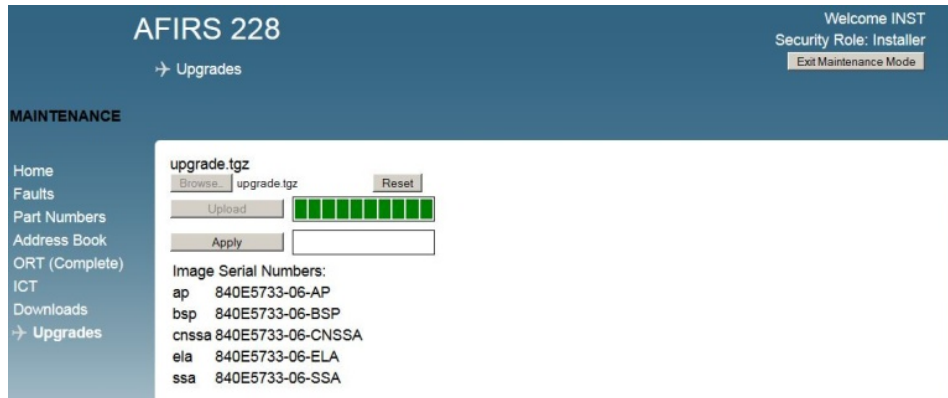 AFIRS 228
Welcome INST
Security Role: Installer
Exit Maintenance Mode
Upgrades
MAINTENANCE
Home
Faults
Part Numbers
Address Book
ORT (Complete)
ICT
Downloads
Upgrades
upgrade.tgz
Browse.. upgrade.tgz Reset
Upload
Apply
Image Serial Numbers:
ap 840E5733-06-AP
bsp 840E5733-06-BSP
cnssa 840E5733-06-CNSSA
ela 840E5733-06-ELA
ssa 840E5733-06-SSA